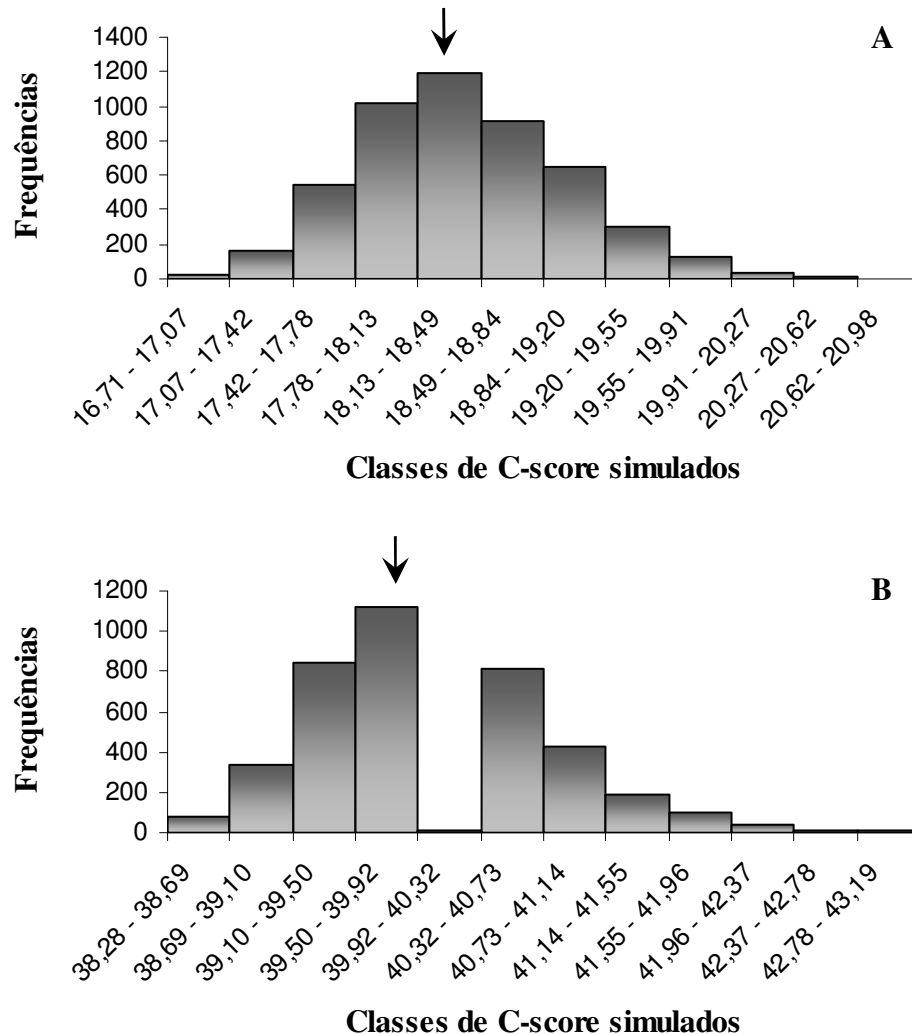 A
1400
1200
1000
800
600
400
200
0
Frequências
16,71 - 17,07
17,07 - 17,42
17,42 - 17,78
17,78 - 18,13
18,13 - 18,49
18,49 - 18,84
18,84 - 19,20
19,20 - 19,55
19,55 - 19,91
19,91 - 20,27
20,27 - 20,62
20,62 - 20,98
Classes de C-score simulados
B
1200
1000
800
600
400
200
0
Frequências
38,28 - 38,69
38,69 - 39,10
39,10 - 39,50
39,50 - 39,92
39,92 - 40,32
40,32 - 40,73
40,73 - 41,14
41,14 - 41,55
41,55 - 41,96
41,96 - 42,37
42,37 - 42,78
42,78 - 43,19
Classes de C-score simulados